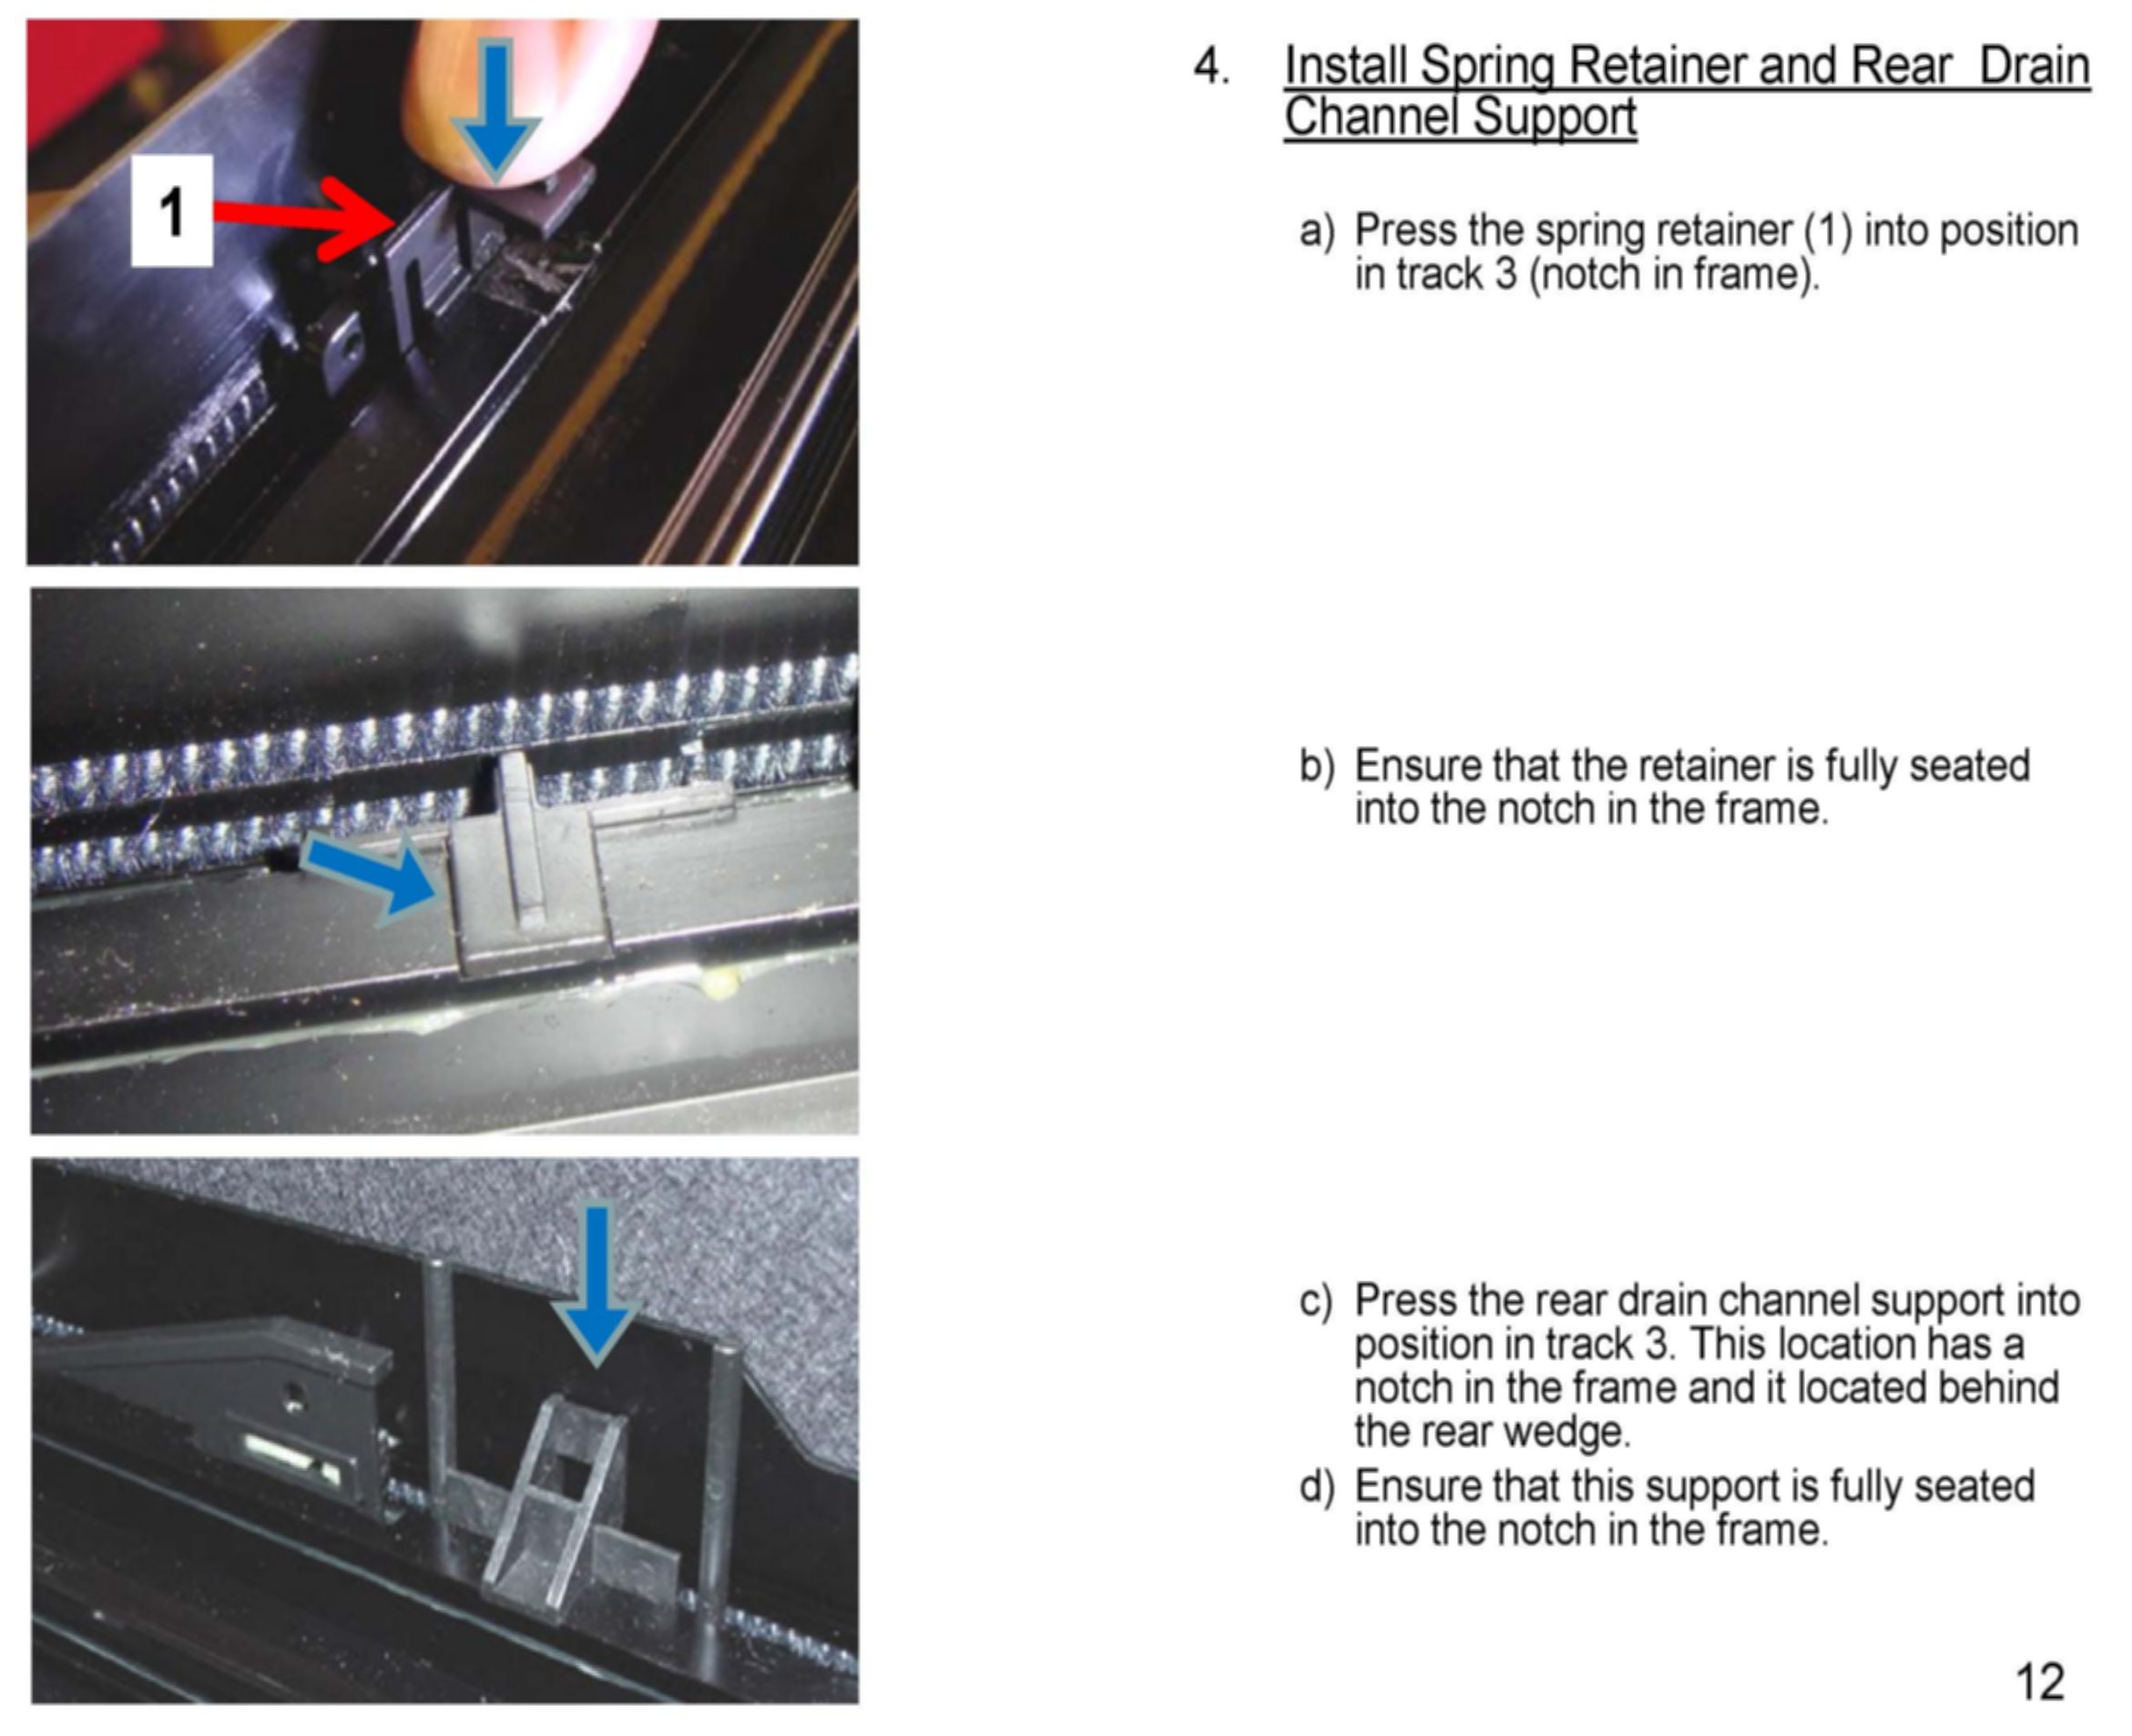 4. Install Spring Retainer and Rear Drain
Channel Support
1
a) Press the spring retainer (1) into position
in track 3 (notch in frame).
b) Ensure that the retainer is fully seated
into the notch in the frame.
c) Press the rear drain channel support into
position in track 3. This location has a
notch in the frame and it located behind
the rear wedge.
d) Ensure that this support is fully seated
into the notch in the frame.
12